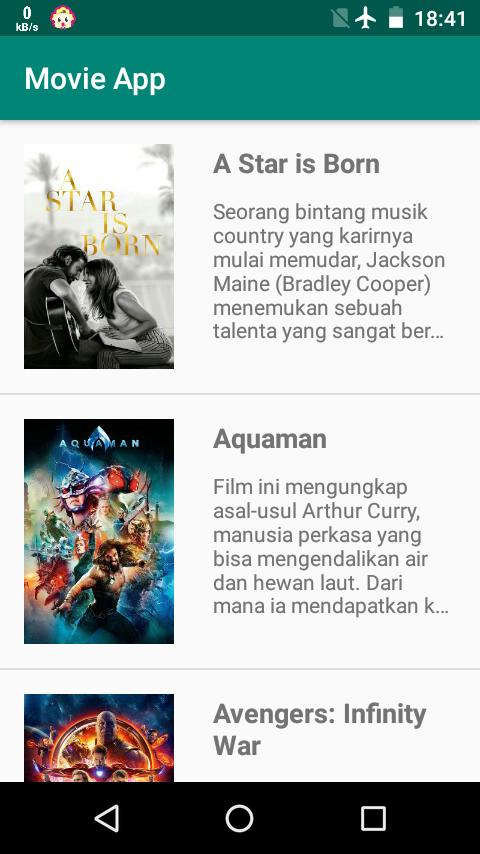 0
kB/s
18:41
Movie App
A
STAR
IS
BORN
A Star is Born
Seorang bintang musik
country yang karirnya
mulai memudar, Jackson
Maine (Bradley Cooper)
menemukan sebuah
talenta yang sangat ber...
AQUAMAN
Aquaman
Film ini mengungkap
asal-usul Arthur Curry,
manusia perkasa yang
bisa mengendalikan air
dan hewan laut. Dari
mana ia mendapatkan k...
Avengers: Infinity
War